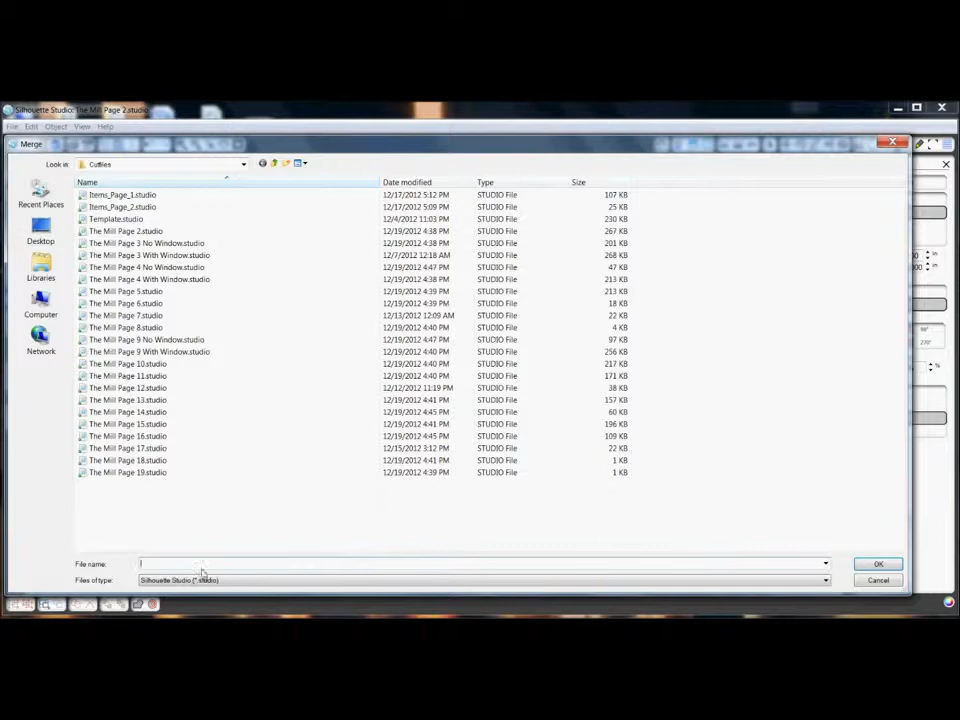 Silhouette Studio: The Mill Page 2.studio
File Edit Object View Help
Merge
Look in: Cutfiles
Name Date modified Type Size
Recent Places
Desktop
Libraries
Computer
Network
Items_Page_1.studio 12/17/2012 5:12 PM STUDIO File 107 KB
Items_Page_2.studio 12/17/2012 5:09 PM STUDIO File 25 KB
Template.studio 12/4/2012 11:03 PM STUDIO File 230 KB
The Mill Page 2.studio 12/19/2012 4:38 PM STUDIO File 267 KB
The Mill Page 3 No Window.studio 12/19/2012 4:38 PM STUDIO File 201 KB
The Mill Page 3 With Window.studio 12/7/2012 12:18 AM STUDIO File 268 KB
The Mill Page 4 No Window.studio 12/19/2012 4:47 PM STUDIO File 47 KB
The Mill Page 4 With Window.studio 12/19/2012 4:38 PM STUDIO File 213 KB
The Mill Page 5.studio 12/19/2012 4:39 PM STUDIO File 213 KB
The Mill Page 6.studio 12/19/2012 4:39 PM STUDIO File 18 KB
The Mill Page 7.studio 12/13/2012 12:09 AM STUDIO File 22 KB
The Mill Page 8.studio 12/19/2012 4:40 PM STUDIO File 4 KB
The Mill Page 9 No Window.studio 12/19/2012 4:47 PM STUDIO File 97 KB
The Mill Page 9 With Window.studio 12/19/2012 4:40 PM STUDIO File 256 KB
The Mill Page 10.studio 12/19/2012 4:40 PM STUDIO File 217 KB
The Mill Page 11.studio 12/19/2012 4:40 PM STUDIO File 171 KB
The Mill Page 12.studio 12/12/2012 11:19 PM STUDIO File 38 KB
The Mill Page 13.studio 12/19/2012 4:41 PM STUDIO File 157 KB
The Mill Page 14.studio 12/19/2012 4:45 PM STUDIO File 60 KB
The Mill Page 15.studio 12/19/2012 4:41 PM STUDIO File 196 KB
The Mill Page 16.studio 12/19/2012 4:45 PM STUDIO File 109 KB
The Mill Page 17.studio 12/15/2012 3:12 PM STUDIO File 22 KB
The Mill Page 18.studio 12/19/2012 4:41 PM STUDIO File 1 KB
The Mill Page 19.studio 12/19/2012 4:39 PM STUDIO File 1 KB
in
in
90°
270°
%
File name: OK
Files of type: Silhouette Studio (*.studio) Cancel